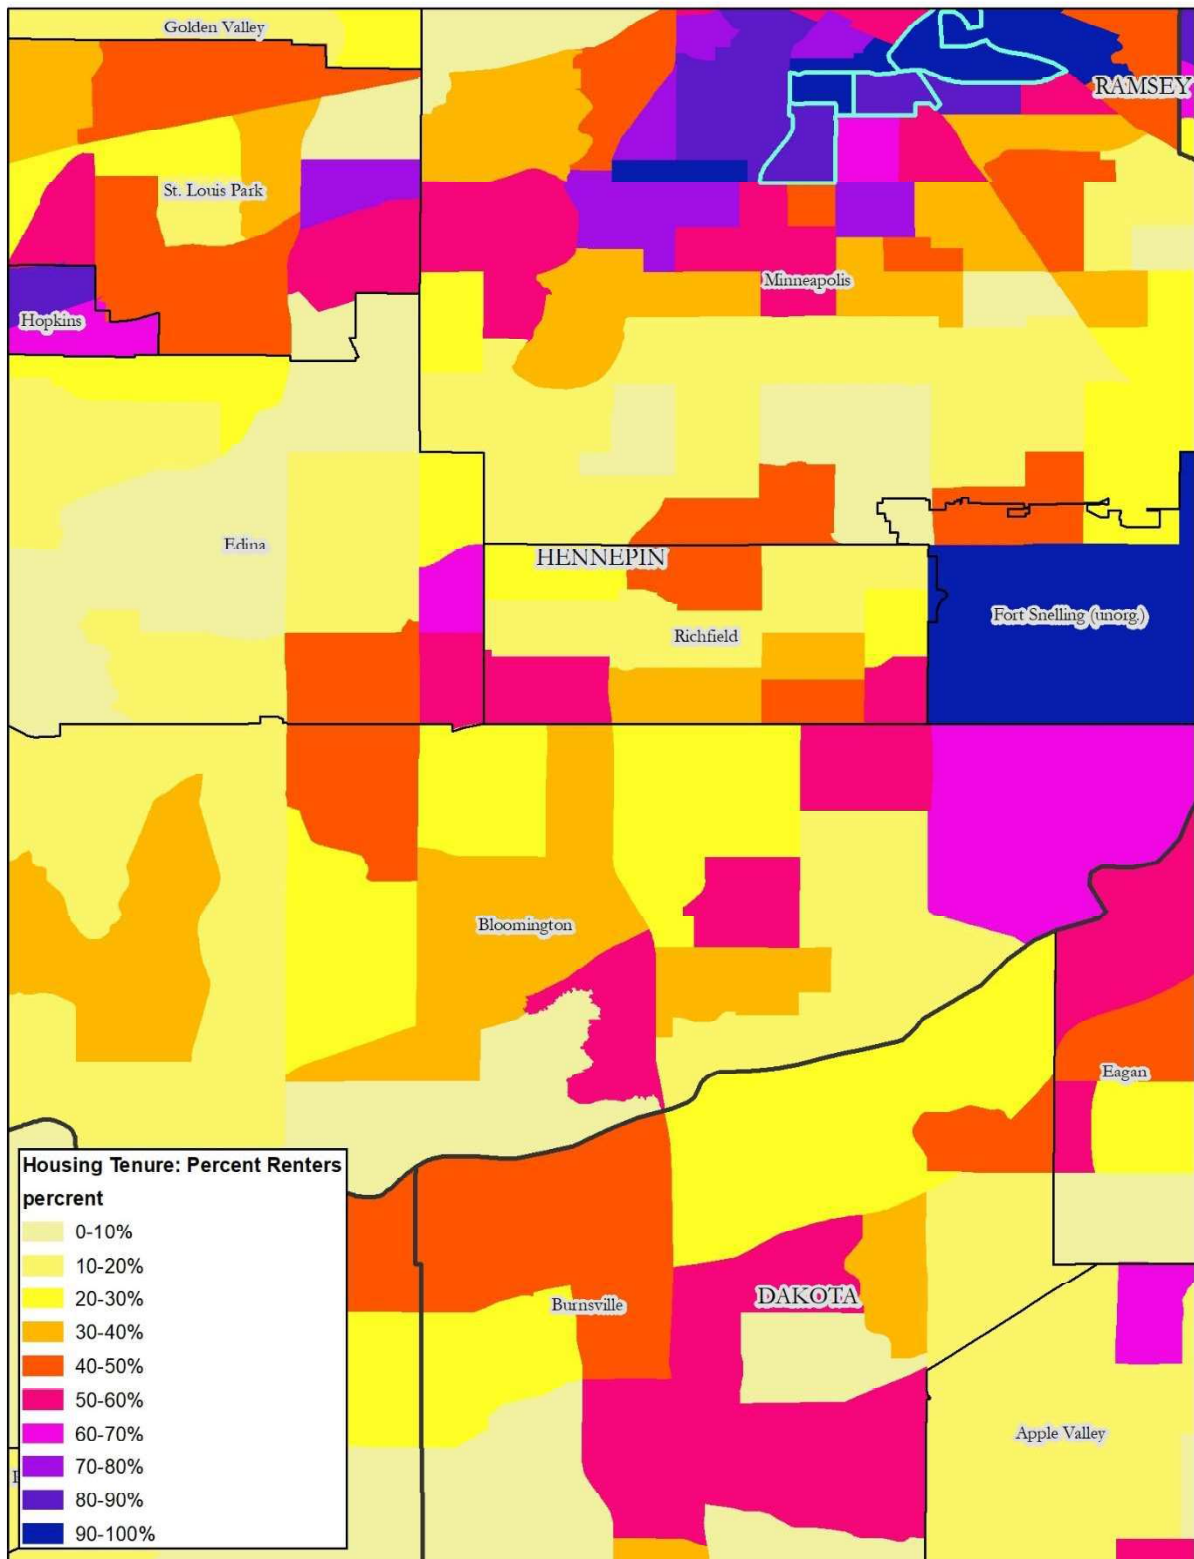 Golden Valley
RAMSEY
St. Louis Park
Minneapolis
Hopkins
Edina
HENNEPIN
Fort Snelling (unorg.)
Richfield
Bloomington
Eagan
Housing Tenure: Percent Renters
percrent
0-10%
10-20%
20-30%
30-40%
40-50%
50-60%
60-70%
70-80%
80-90%
90-100%
DAKOTA
Burnsville
Apple Valley